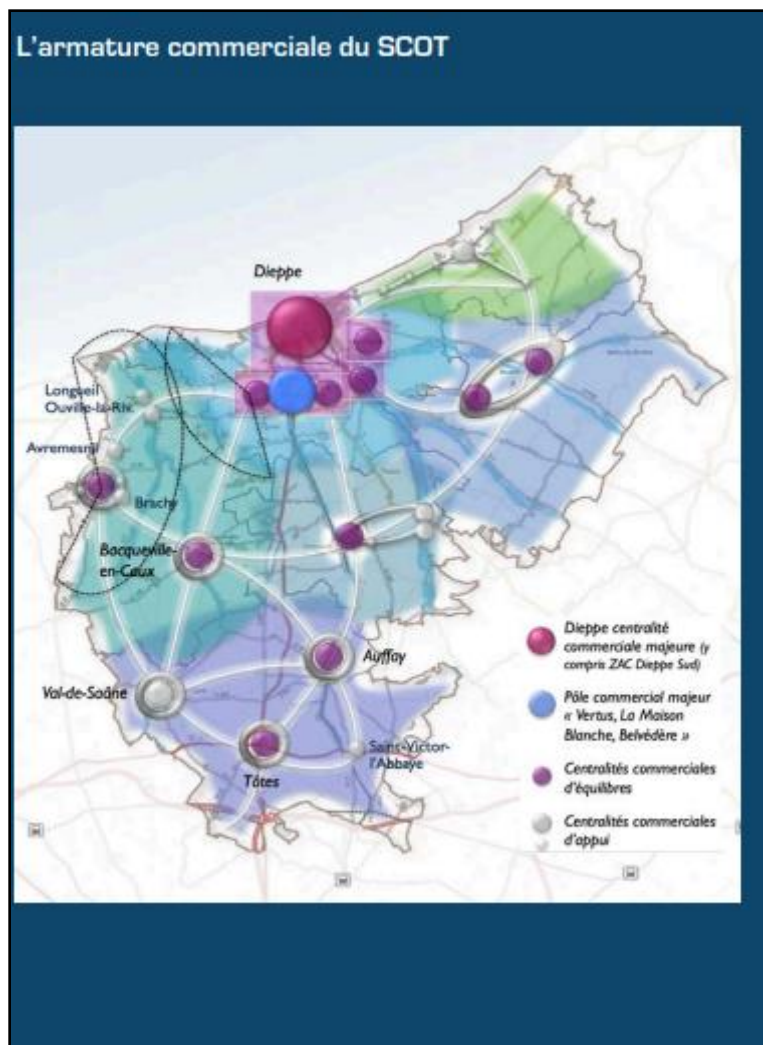 L'armature commerciale du SCOT
Dieppe
Longueil
Ouville-la-Riv.
Avremesnil
Brachy
Bacqueville-
en-Caux
Auffay
Val-de-Saâne
Saint-Victor-
l'Abbaye
Tôtes
Dieppe centralité
commerciale majeure (y
compris ZAC Dieppe Sud)
Pôle commercial majeur
« Vertus, La Maison
Blanche, Belvédère »
Centralités commerciales
d'équilibres
Centralités commerciales
d'appui